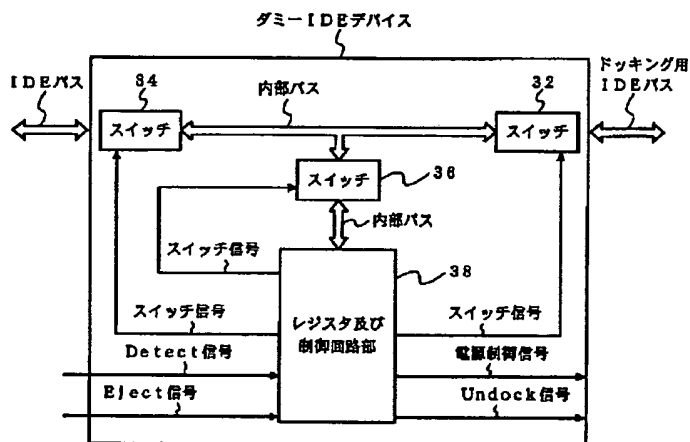 ダミーIDEデバイス
IDEバス
34
内部バス
32
ドッキング用
IDEバス
スイッチ
スイッチ
スイッチ
36
内部バス
スイッチ信号
38
スイッチ信号
レジスタ及び
制御回路部
スイッチ信号
Detect信号
電源制御信号
Eject信号
Undock信号